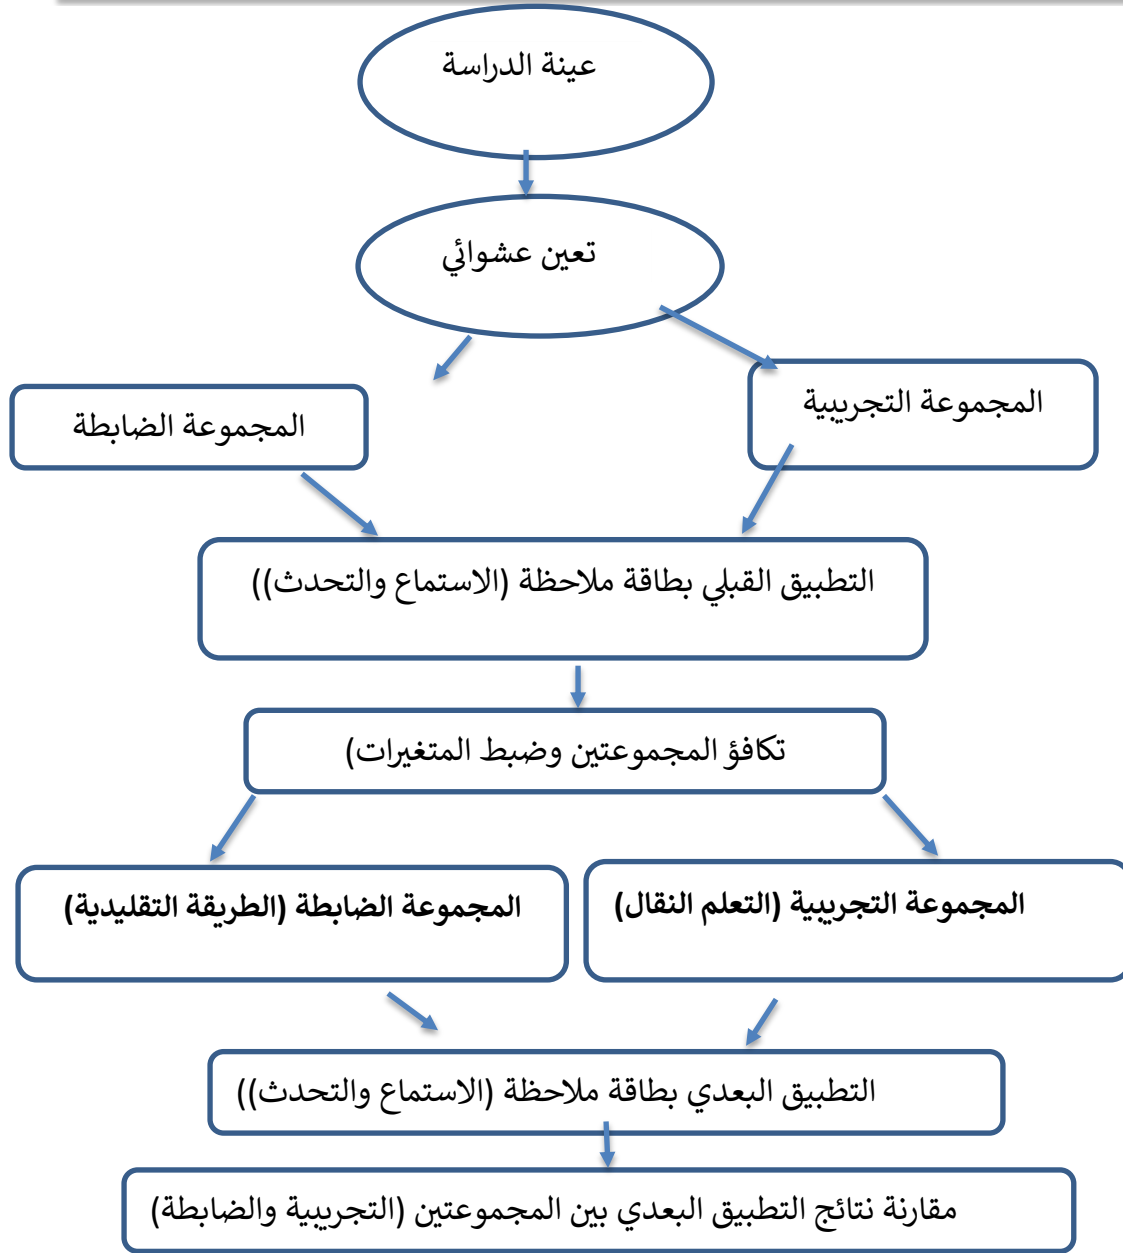 عينة الدراسة
تعين عشوائي
المجموعة التجريبية
المجموعة الضابطة
التطبيق القبلي بطاقة ملاحظة (الاستماع والتحدث))
تكافؤ المجموعتين وضبط المتغيرات)
المجموعة التجريبية (التعلم النقال)
المجموعة الضابطة (الطريقة التقليدية)
التطبيق البعدي بطاقة ملاحظة (الاستماع والتحدث))
مقارنة نتائج التطبيق البعدي بين المجموعتين (التجريبية والضابطة)